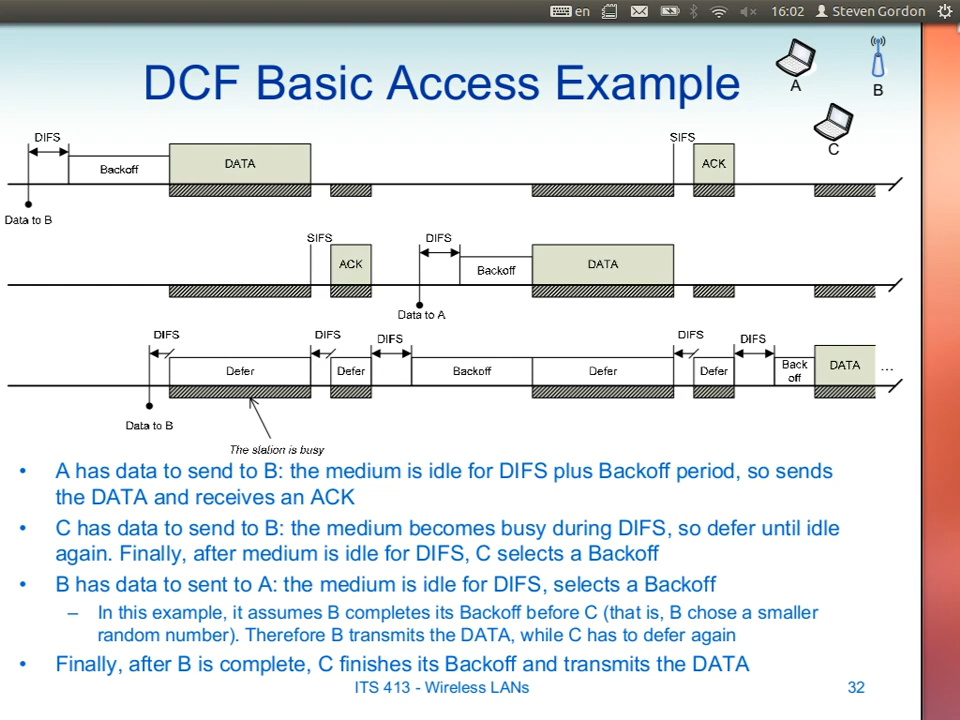 en 16:02 Steven Gordon
DCF Basic Access Example
A
B
C
DIFS
Backoff
DATA
SIFS
ACK
Data to B
SIFS
ACK
DIFS
Backoff
DATA
Data to A
DIFS
Defer
DIFS
Defer
DIFS
Backoff
Defer
DIFS
Defer
DIFS
Back
off
DATA
...
Data to B
The station is busy
• A has data to send to B: the medium is idle for DIFS plus Backoff period, so sends
the DATA and receives an ACK
• C has data to send to B: the medium becomes busy during DIFS, so defer until idle
again. Finally, after medium is idle for DIFS, C selects a Backoff
• B has data to sent to A: the medium is idle for DIFS, selects a Backoff
– In this example, it assumes B completes its Backoff before C (that is, B chose a smaller
random number). Therefore B transmits the DATA, while C has to defer again
• Finally, after B is complete, C finishes its Backoff and transmits the DATA
ITS 413 - Wireless LANs
32